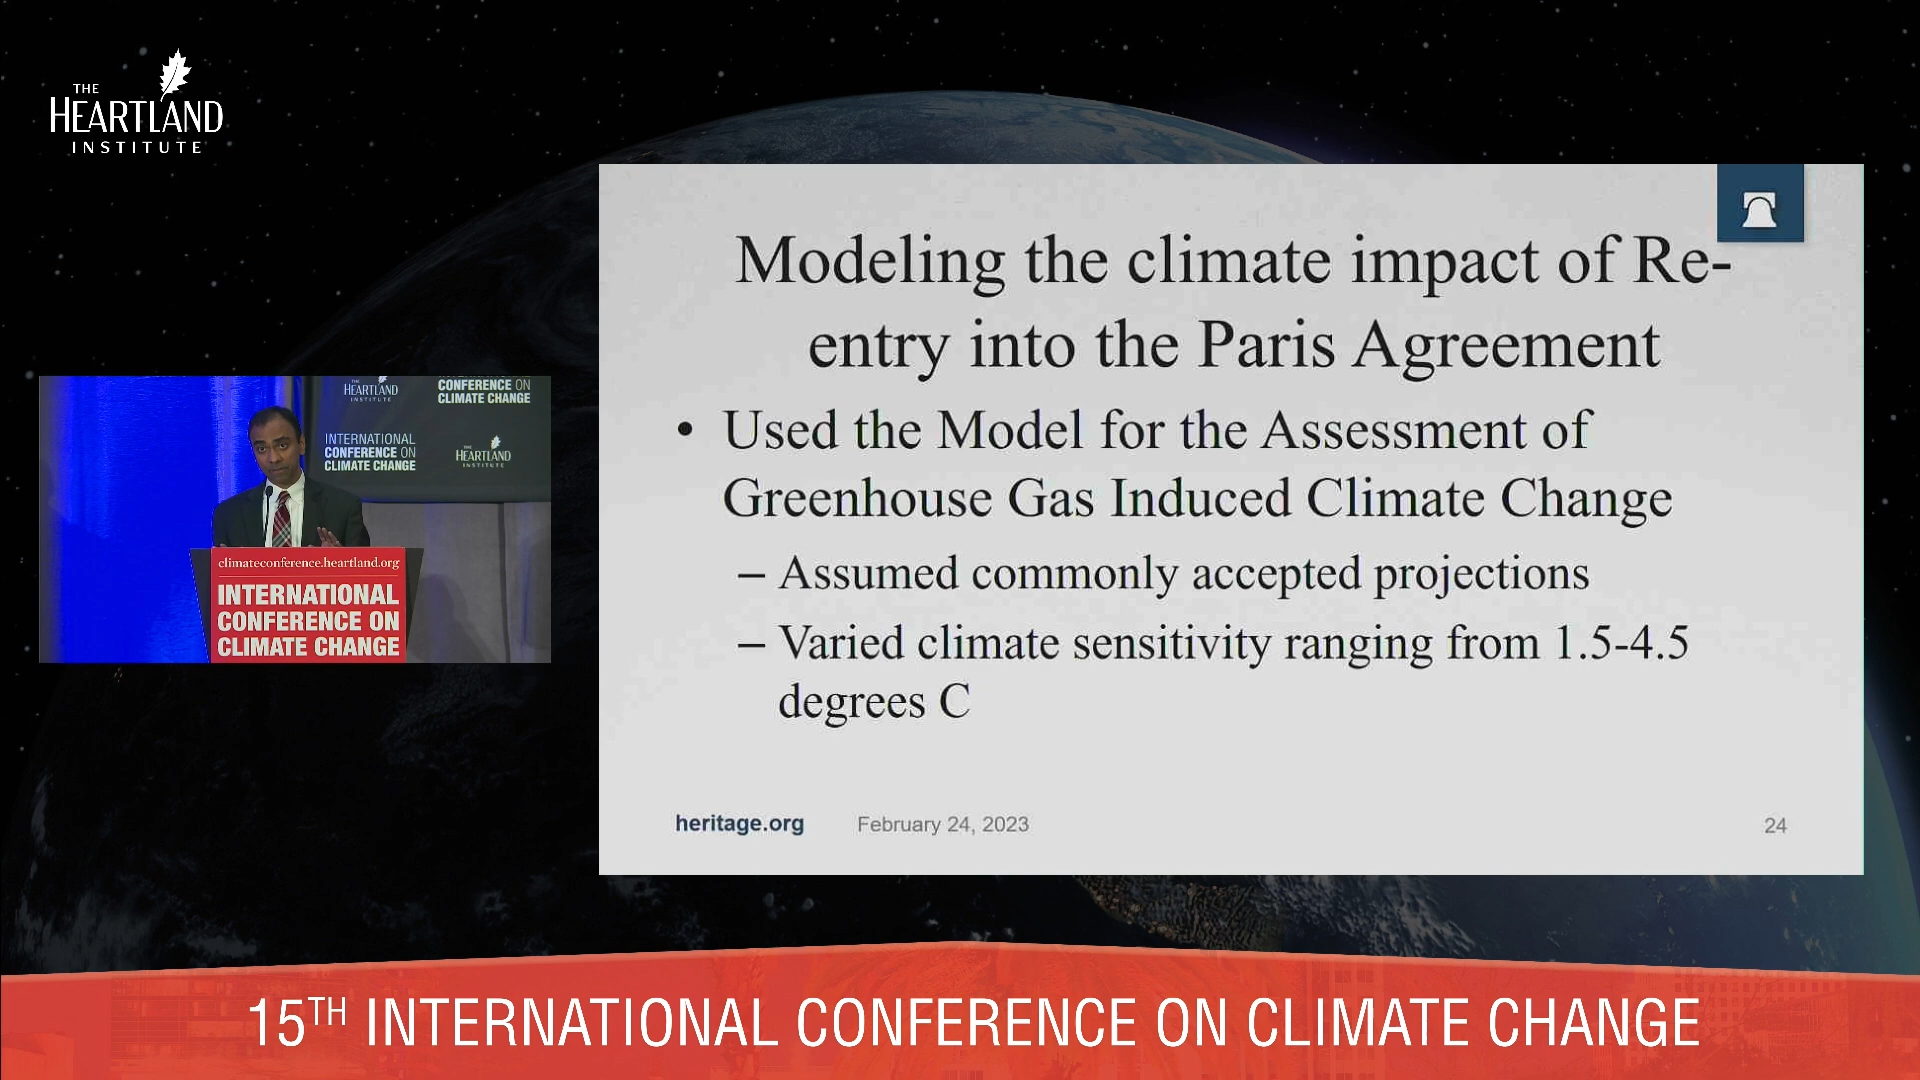 THE
HEARTLAND
INSTITUTE
Modeling the climate impact of Re-
entry into the Paris Agreement
• Used the Model for the Assessment of
Greenhouse Gas Induced Climate Change
– Assumed commonly accepted projections
– Varied climate sensitivity ranging from 1.5-4.5
degrees C
heritage.org February 24, 2023 24
THE
HEARTLAND
INSTITUTE
CONFERENCE ON
CLIMATE CHANGE
INTERNATIONAL
CONFERENCE ON
CLIMATE CHANGE
HEARTLAND
INSTITUTE
climateconference.heartland.org
INTERNATIONAL
CONFERENCE ON
CLIMATE CHANGE
15TH INTERNATIONAL CONFERENCE ON CLIMATE CHANGE